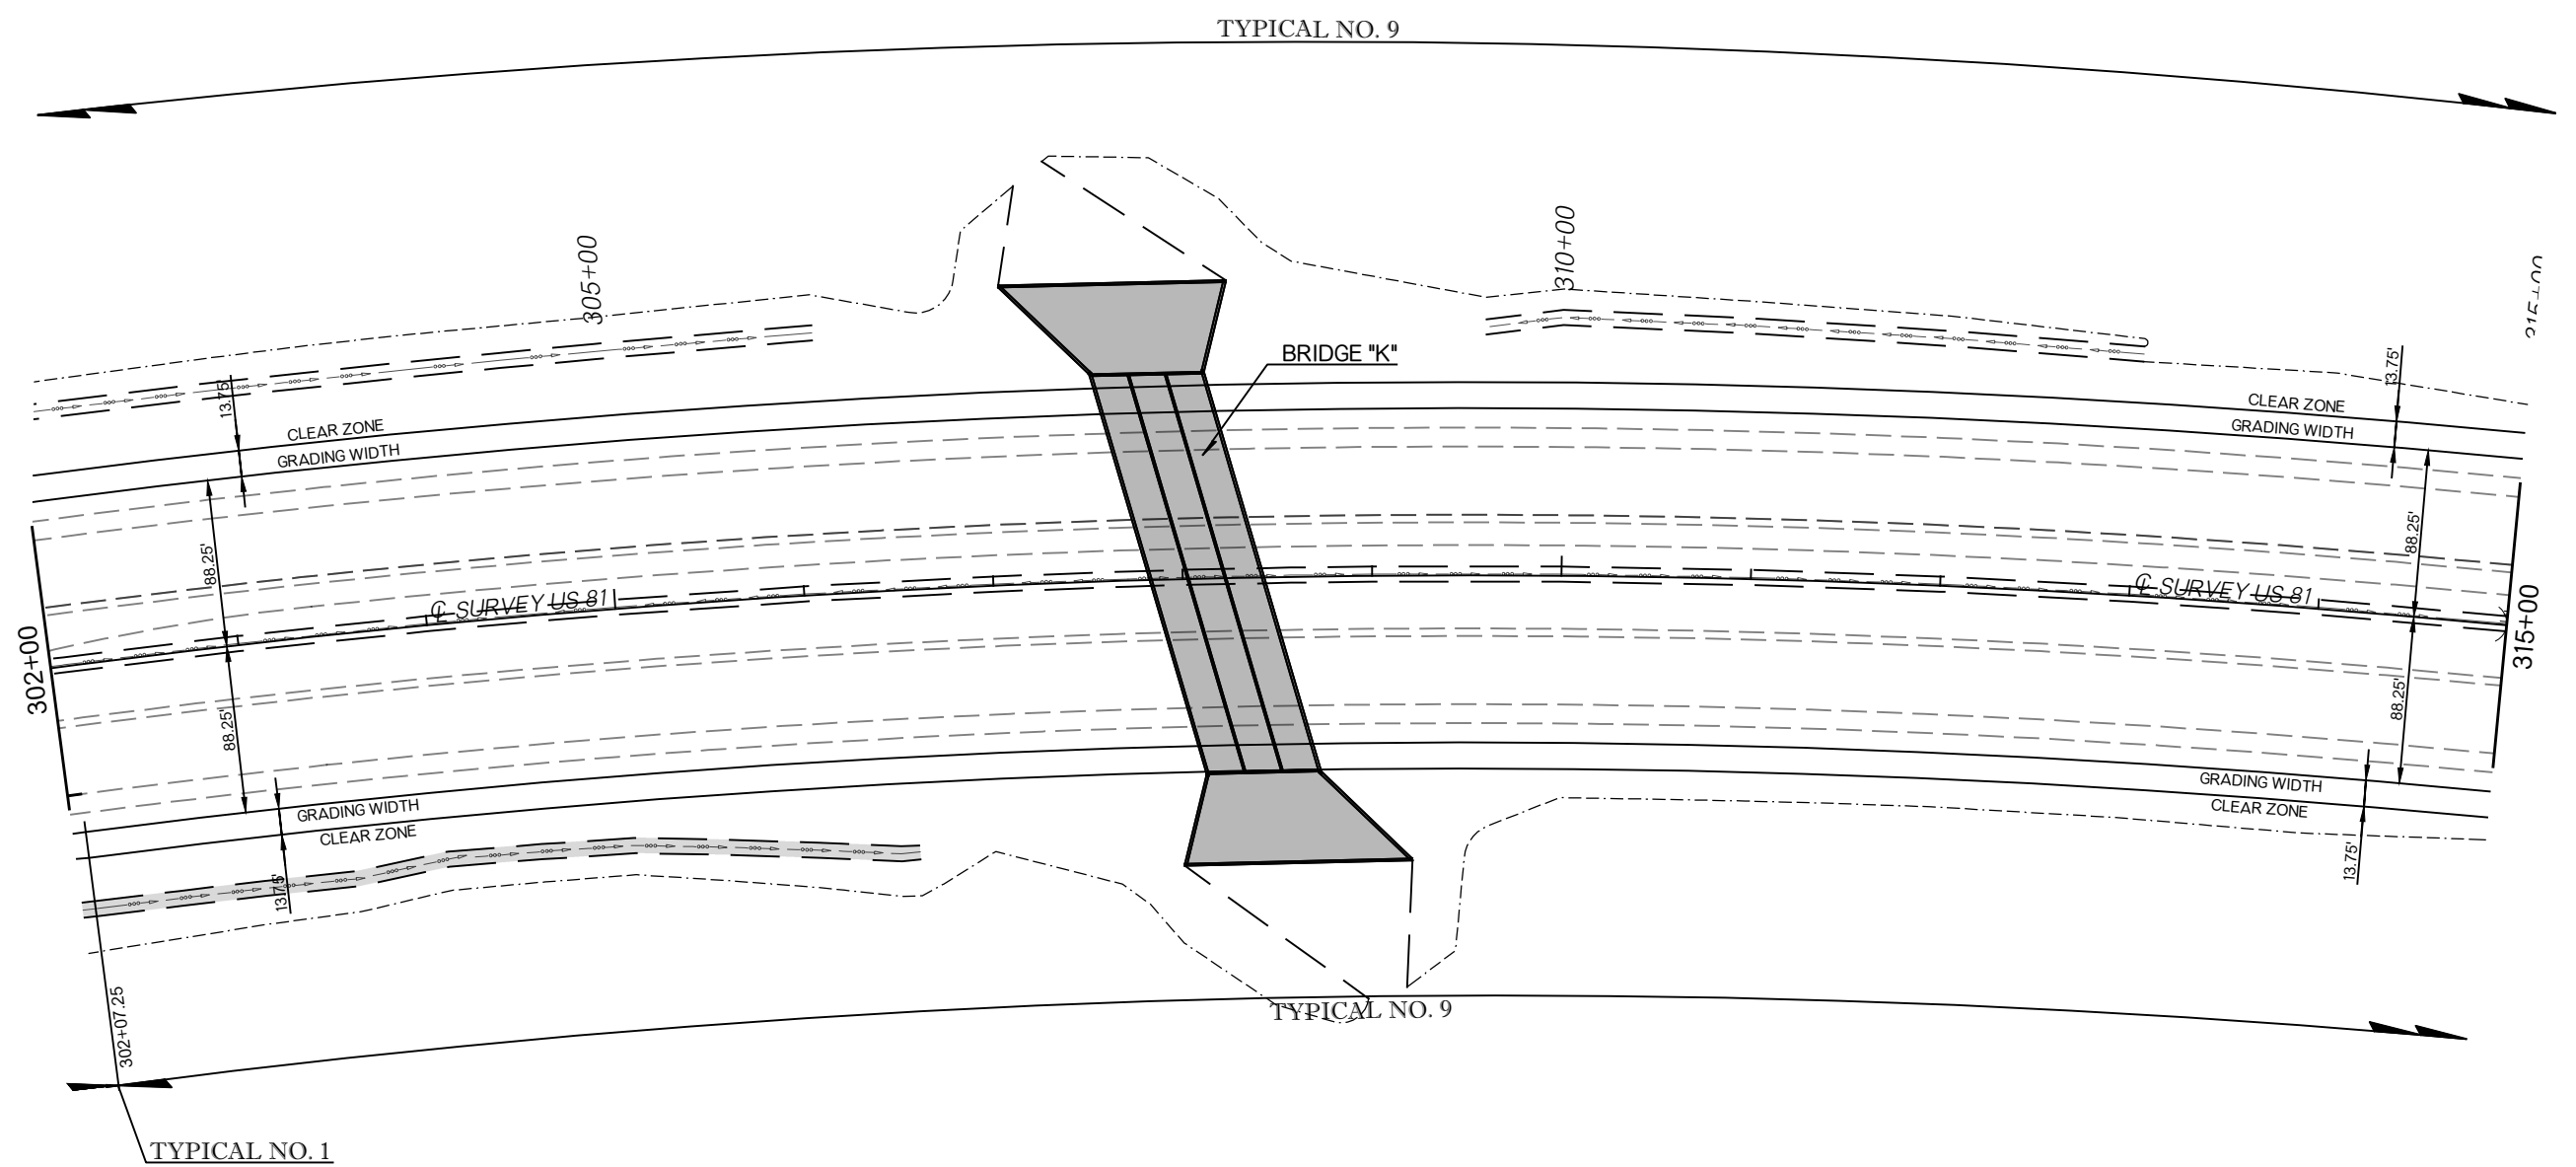 TYPICAL NO. 9
305+00
310+00
315+00
BRIDGE "K"
13.75'
13.75'
CLEAR ZONE
GRADING WIDTH
CLEAR ZONE
GRADING WIDTH
88.25'
88.25'
℄ SURVEY US 81
℄ SURVEY US 81
302+00
315+00
88.25'
88.25'
GRADING WIDTH
CLEAR ZONE
GRADING WIDTH
CLEAR ZONE
13.75'
13.75'
302+07.25
TYPICAL NO. 9
TYPICAL NO. 1